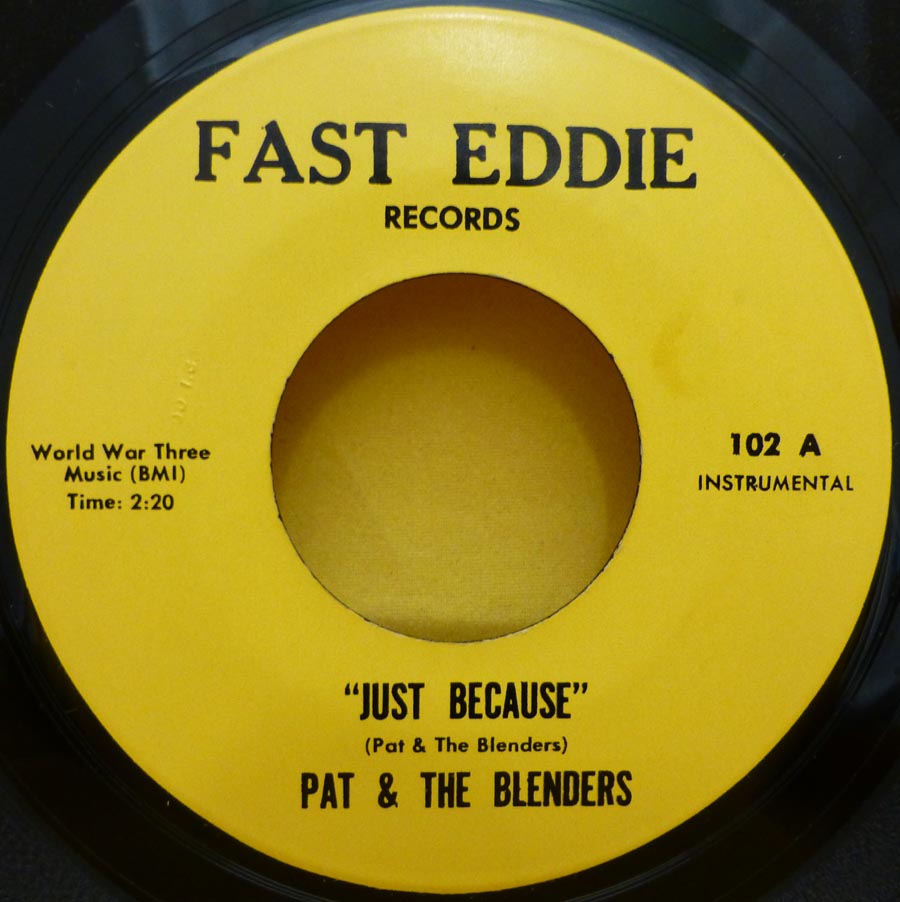 FAST EDDIE
RECORDS
World War Three
Music (BMI)
Time: 2:20
102 A
INSTRUMENTAL
"JUST BECAUSE"
(Pat & The Blenders)
PAT & THE BLENDERS